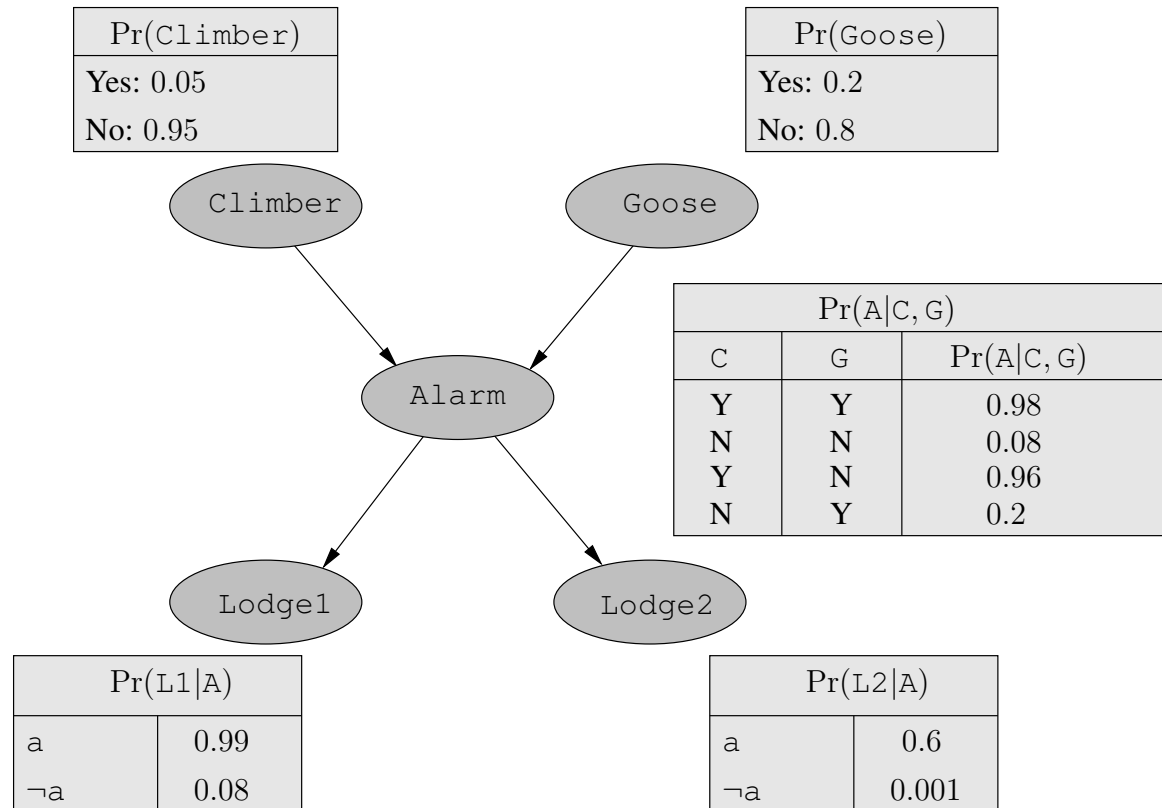 Pr(Climber)
Yes: 0.05
No: 0.95
Pr(Goose)
Yes: 0.2
No: 0.8
Climber
Goose
Pr(A|C, G)
C G Pr(A|C, G)
Y Y 0.98
N N 0.08
Y N 0.96
N Y 0.2
Alarm
Lodge1
Lodge2
Pr(L1|A)
a 0.99
¬a 0.08
Pr(L2|A)
a 0.6
¬a 0.001